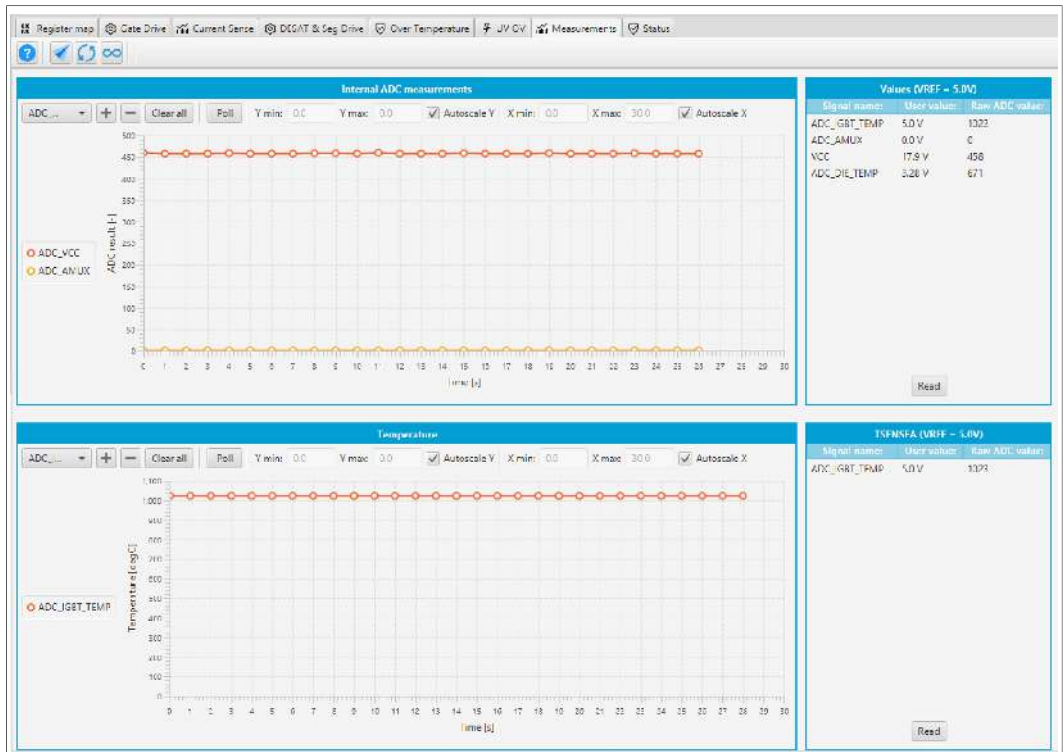 Register map Gate Drive Current Sense DESAT & Seg Drive Over Temperature UV OV Measurements Status
Internal ADC measurements
ADC_... + − Clear all Poll Y min: 0.0 Y max: 0.0 Autoscale Y X min: 0.0 X max: 30.0 Autoscale X
500
450
400
350
300
250
200
150
100
50
0
ADC result [-]
ADC_VCC
ADC_AMUX
0 1 2 3 4 5 6 7 8 9 10 11 12 13 14 15 16 17 18 19 20 21 22 23 24 25 26 27 28 29 30
Time [s]
Values (VREF = 5.0V)
Signal name: User value: Raw ADC value:
ADC_IGBT_TEMP 5.0 V 1022
ADC_AMUX 0.0 V 0
VCC 17.9 V 458
ADC_DIE_TEMP 3.28 V 671
Read
Temperature
ADC_... + − Clear all Poll Y min: 0.0 Y max: 0.0 Autoscale Y X min: 0.0 X max: 30.0 Autoscale X
1,100
1,000
900
800
700
600
500
400
300
200
100
0
Temperature [degC]
ADC_IGBT_TEMP
0 1 2 3 4 5 6 7 8 9 10 11 12 13 14 15 16 17 18 19 20 21 22 23 24 25 26 27 28 29 30
Time [s]
TSENSEA (VREF = 5.0V)
Signal name: User value: Raw ADC value:
ADC_IGBT_TEMP 5.0 V 1023
Read